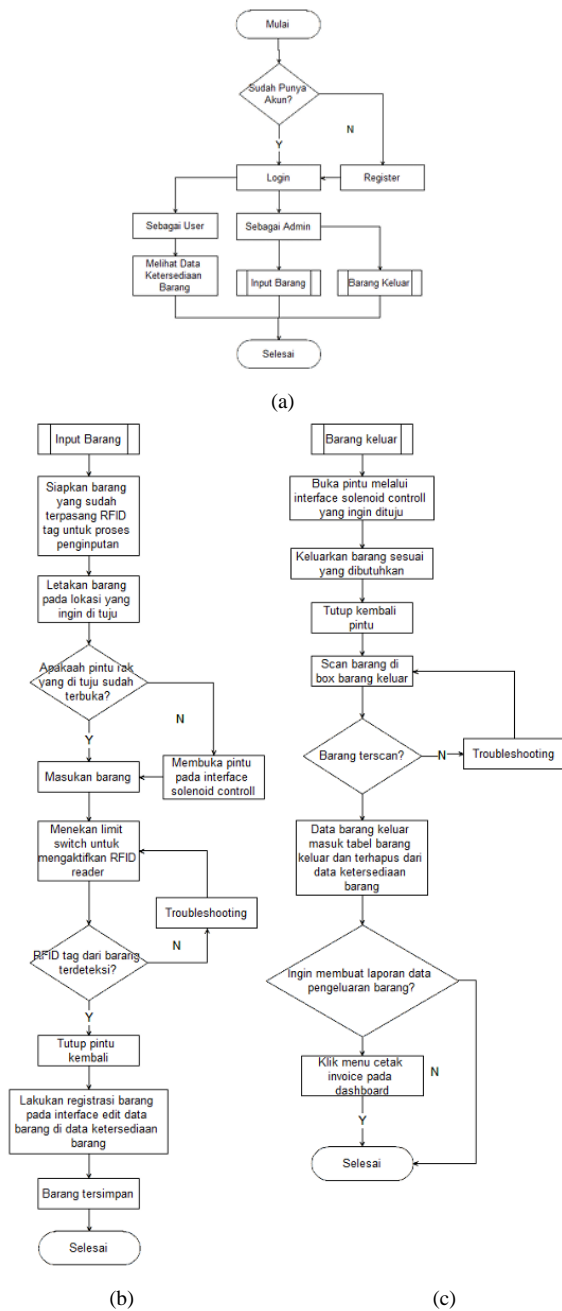 Mulai
Sudah Punya
Akun?
N
Y
Login
Register
Sebagai User
Sebagai Admin
Melihat Data
Ketersediaan
Barang
Input Barang
Barang Keluar
Selesai
(a)
Input Barang
Siapkan barang
yang sudah
terpasang RFID
tag untuk proses
penginputan
Letakan barang
pada lokasi yang
ingin di tuju
Apakaah pintu rak
yang di tuju sudah
terbuka?
N
Y
Masukan barang
Membuka pintu
pada interface
solenoid controll
Menekan limit
switch untuk
mengaktifkan RFID
reader
Troubleshooting
RFID tag dari barang
terdeteksi?
N
Y
Tutup pintu
kembali
Lakukan registrasi barang
pada interface edit data
barang di data ketersediaan
barang
Barang tersimpan
Selesai
(b)
Barang keluar
Buka pintu melalui
interface solenoid controll
yang ingin dituju
Keluarkan barang sesuai
yang dibutuhkan
Tutup kembali
pintu
Scan barang di
box barang keluar
Barang terscan?
N
Troubleshooting
Data barang keluar
masuk tabel barang
keluar dan terhapus dari
data ketersediaan
barang
Ingin membuat laporan data
pengeluaran barang?
Klik menu cetak
invoice pada
dashboard
N
Y
Selesai
(c)